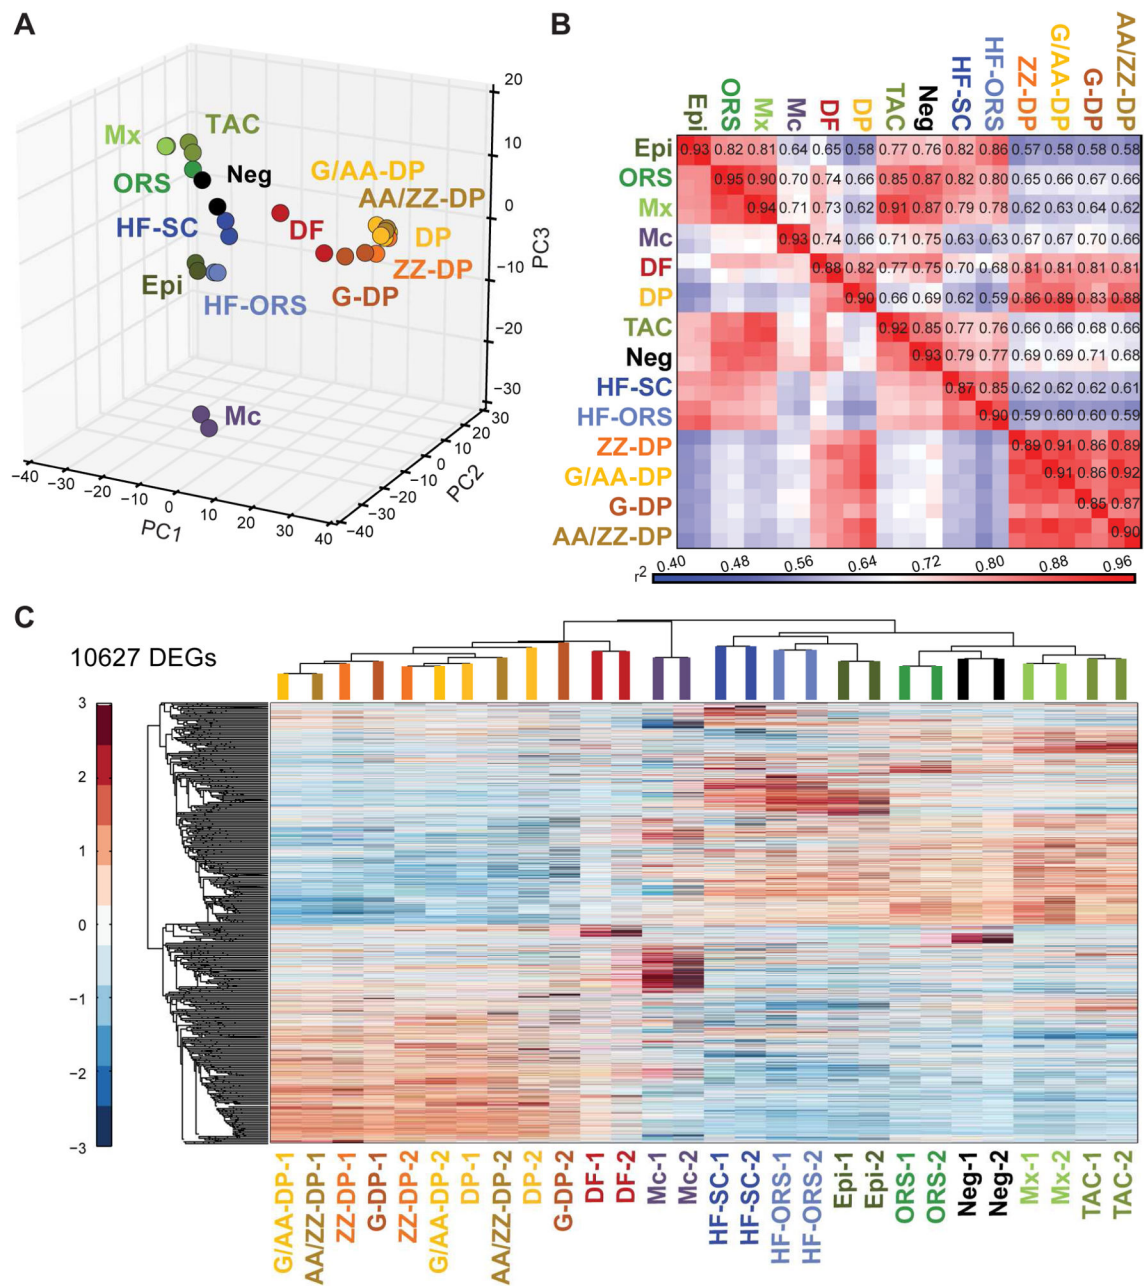 A
Mx
TAC
ORS
Neg
G/AA-DP
AA/ZZ-DP
HF-SC
DF
DP
ZZ-DP
Epi
HF-ORS
G-DP
Mc
20
10
0
−10
−20
−30
PC3
30
20
10
0
−10
−20
−30
−40
PC2
−40 −30 −20 −10 0 10 20 30 40
PC1
B
Epi ORS Mx Mc DF DP TAC Neg HF-SC HF-ORS ZZ-DP G/AA-DP G-DP AA/ZZ-DP
Epi 0.93 0.82 0.81 0.64 0.65 0.58 0.77 0.76 0.82 0.86 0.57 0.58 0.58 0.58
ORS 0.95 0.90 0.70 0.74 0.66 0.85 0.87 0.82 0.80 0.65 0.66 0.67 0.66
Mx 0.94 0.71 0.73 0.62 0.91 0.87 0.79 0.78 0.62 0.63 0.64 0.62
Mc 0.93 0.74 0.66 0.71 0.75 0.63 0.63 0.67 0.67 0.70 0.66
DF 0.88 0.82 0.77 0.75 0.70 0.68 0.81 0.81 0.81 0.81
DP 0.90 0.66 0.69 0.62 0.59 0.86 0.89 0.83 0.88
TAC 0.92 0.85 0.77 0.76 0.66 0.66 0.68 0.66
Neg 0.93 0.79 0.77 0.69 0.69 0.71 0.68
HF-SC 0.87 0.85 0.62 0.62 0.62 0.61
HF-ORS 0.90 0.59 0.60 0.60 0.59
ZZ-DP 0.89 0.91 0.86 0.89
G/AA-DP 0.91 0.86 0.92
G-DP 0.85 0.87
AA/ZZ-DP 0.90
r2 0.40 0.48 0.56 0.64 0.72 0.80 0.88 0.96
C
10627 DEGs
3
2
1
0
−1
−2
−3
G/AA-DP-1 AA/ZZ-DP-1 ZZ-DP-1 G-DP-1 ZZ-DP-2 G/AA-DP-2 DP-1 AA/ZZ-DP-2 DP-2 G-DP-2 DF-1 DF-2 Mc-1 Mc-2 HF-SC-1 HF-SC-2 HF-ORS-1 HF-ORS-2 Epi-1 Epi-2 ORS-1 ORS-2 Neg-1 Neg-2 Mx-1 Mx-2 TAC-1 TAC-2